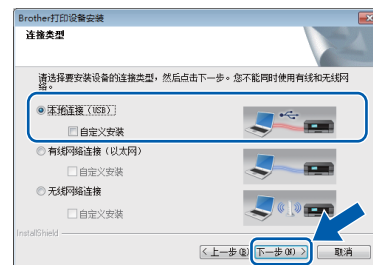 Brother打印设备安装
连接类型
请选择要安装设备的连接类型，然后点击下一步。您不能同时使用有线和无线网
络。
本地连接（USB）
自定义安装
有线网络连接（以太网）
自定义安装
无线网络连接
自定义安装
InstallShield
< 上一步(B) 下一步(N) > 取消